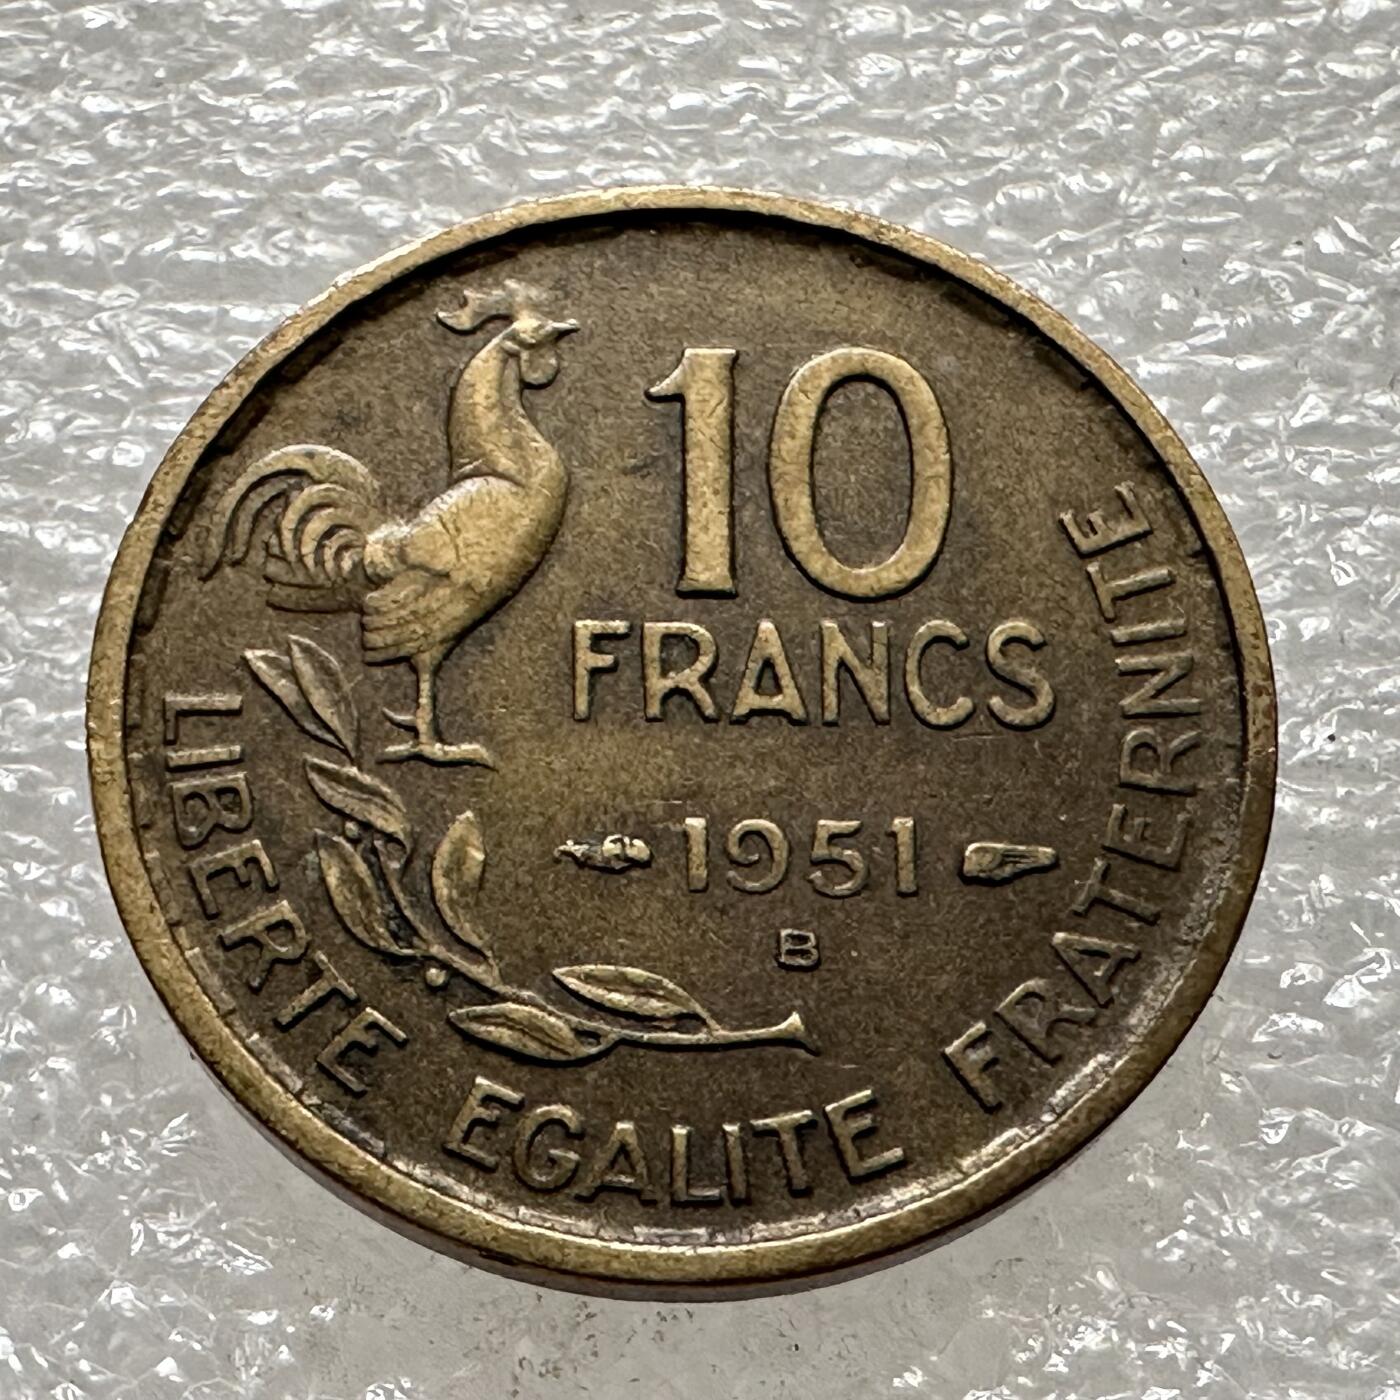 10
FRANCS
1951
B
LIBERTE EGALITE FRATERNITE